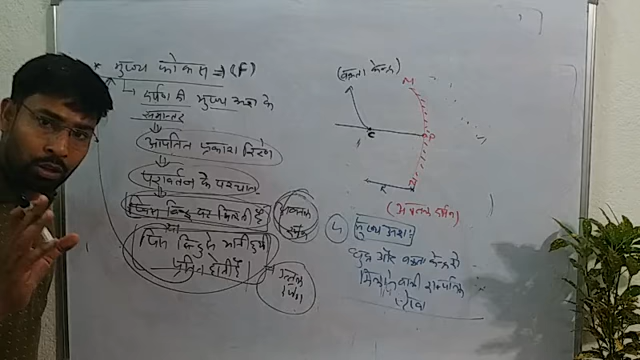 * मुख्य फोकस ⇒ (F)
दर्पण की मुख्य अक्ष के
समान्तर
आपतित प्रकाश किरणें
परावर्तन के पश्चात
जिस बिन्दु पर मिलती हैं
या
जिस बिन्दु से आती हुई
प्रतीत होती हैं।
(वक्रता केन्द्र)
M
C
P
R
(अवतल दर्पण)
मुख्य अक्ष:
ध्रुव और वक्रता केन्द्र को
मिलाने वाली
रेखा